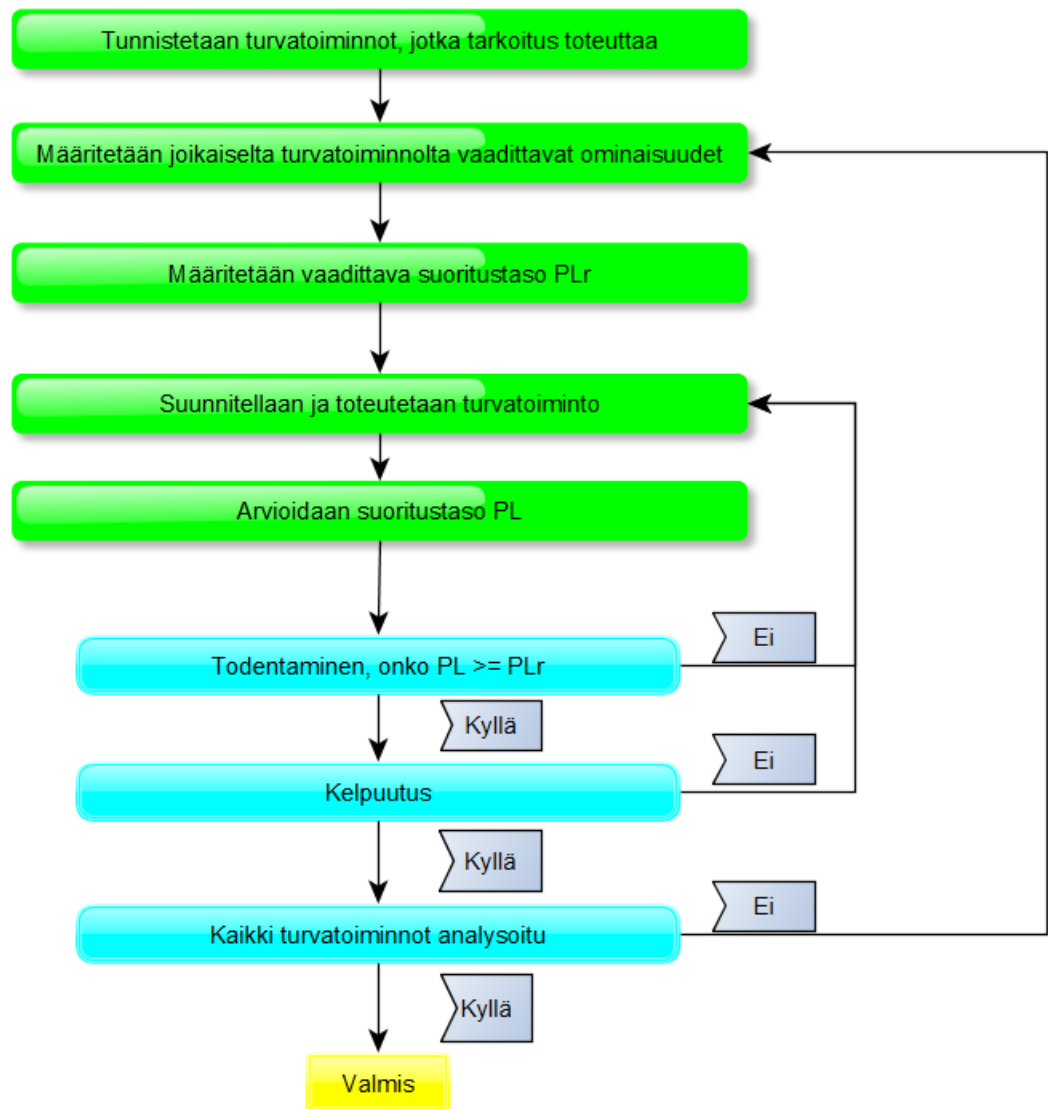 Tunnistetaan turvatoiminnot, jotka tarkoitus toteuttaa
Määritetään joikaiselta turvatoiminnolta vaadittavat ominaisuudet
Määritetään vaadittava suoritustaso PLr
Suunnitellaan ja toteutetaan turvatoiminto
Arvioidaan suoritustaso PL
Ei
Todentaminen, onko PL >= PLr
Kyllä
Ei
Kelpuutus
Kyllä
Ei
Kaikki turvatoiminnot analysoitu
Kyllä
Valmis